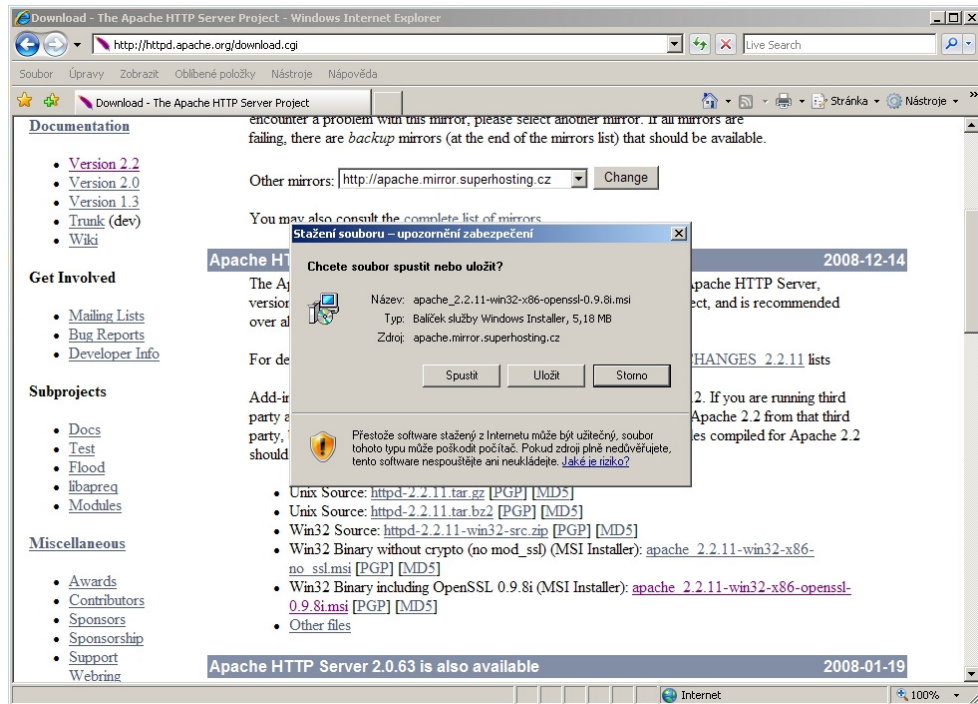 Download - The Apache HTTP Server Project - Windows Internet Explorer
http://httpd.apache.org/download.cgi
Live Search
Soubor Úpravy Zobrazit Oblíbené položky Nástroje Nápověda
Download - The Apache HTTP Server Project
Stránka Nástroje »
Documentation
Version 2.2
Version 2.0
Version 1.3
Trunk (dev)
Wiki
Get Involved
Mailing Lists
Bug Reports
Developer Info
Subprojects
Docs
Test
Flood
libapreq
Modules
Miscellaneous
Awards
Contributors
Sponsors
Sponsorship
Support
Webring
encounter a problem with this mirror, please select another mirror. If all mirrors are
failing, there are backup mirrors (at the end of the mirrors list) that should be available.
Other mirrors: http://apache.mirror.superhosting.cz Change
You may also consult the complete list of mirrors.
Apache HT 2008-12-14
The Ap pache HTTP Server,
version ect, and is recommended
over al
For de HANGES_2.2.11 lists
Add-in .2. If you are running third
party a Apache 2.2 from that third
party, les compiled for Apache 2.2
should
Stažení souboru – upozornění zabezpečení
Chcete soubor spustit nebo uložit?
Název: apache_2.2.11-win32-x86-openssl-0.9.8i.msi
Typ: Balíček služby Windows Installer, 5,18 MB
Zdroj: apache.mirror.superhosting.cz
Spustit Uložit Storno
Přestože software stažený z Internetu může být užitečný, soubor
tohoto typu může poškodit počítač. Pokud zdroji plně nedůvěřujete,
tento software nespouštějte ani neukládejte. Jaké je riziko?
Unix Source: httpd-2.2.11.tar.gz [PGP] [MD5]
Unix Source: httpd-2.2.11.tar.bz2 [PGP] [MD5]
Win32 Source: httpd-2.2.11-win32-src.zip [PGP] [MD5]
Win32 Binary without crypto (no mod_ssl) (MSI Installer): apache_2.2.11-win32-x86-
no_ssl.msi [PGP] [MD5]
Win32 Binary including OpenSSL 0.9.8i (MSI Installer): apache_2.2.11-win32-x86-openssl-
0.9.8i.msi [PGP] [MD5]
Other files
Apache HTTP Server 2.0.63 is also available 2008-01-19
Internet 100%